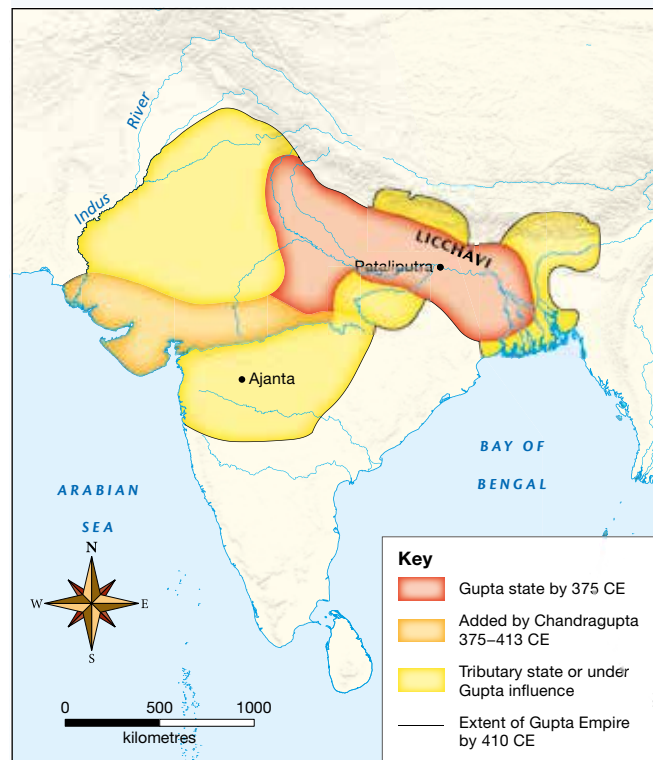 River
Indus
LICCHAVI
Pataliputra
Ajanta
BAY OF
BENGAL
ARABIAN
SEA
N
W
E
S
0 500 1000
kilometres
Key
Gupta state by 375 CE
Added by Chandragupta
375–413 CE
Tributary state or under
Gupta influence
Extent of Gupta Empire
by 410 CE